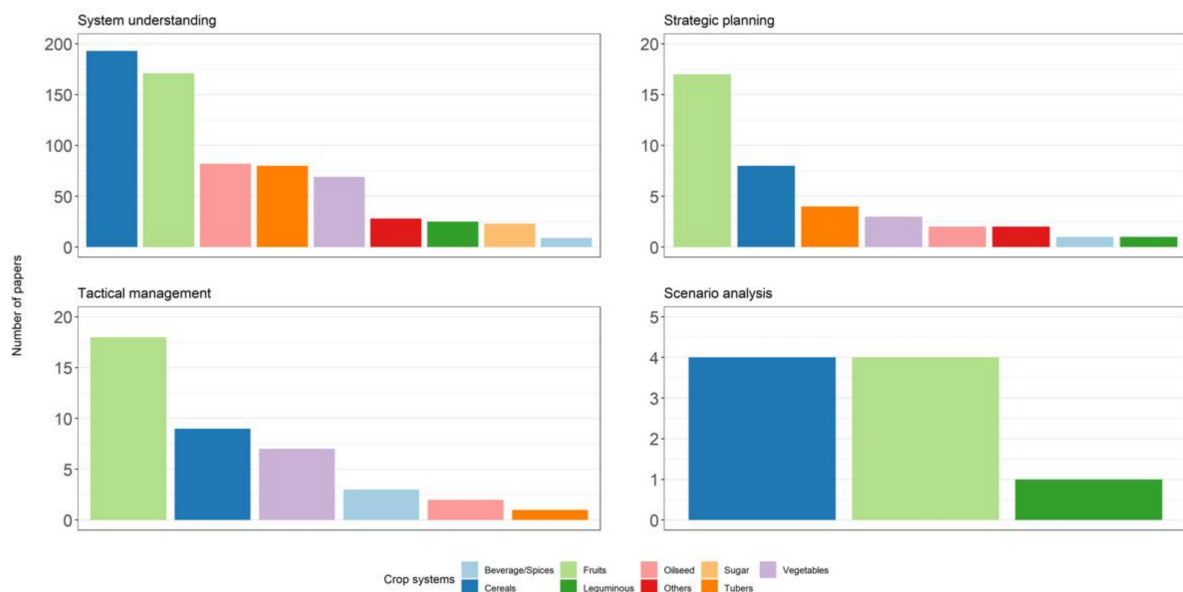 System understanding
200
150
100
50
0
Strategic planning
20
15
10
5
0
Number of papers
Tactical management
20
15
10
5
0
Scenario analysis
5
4
3
2
1
0
Crop systems
Beverage/Spices Fruits Oilseed Sugar Vegetables
Cereals Leguminous Others Tubers